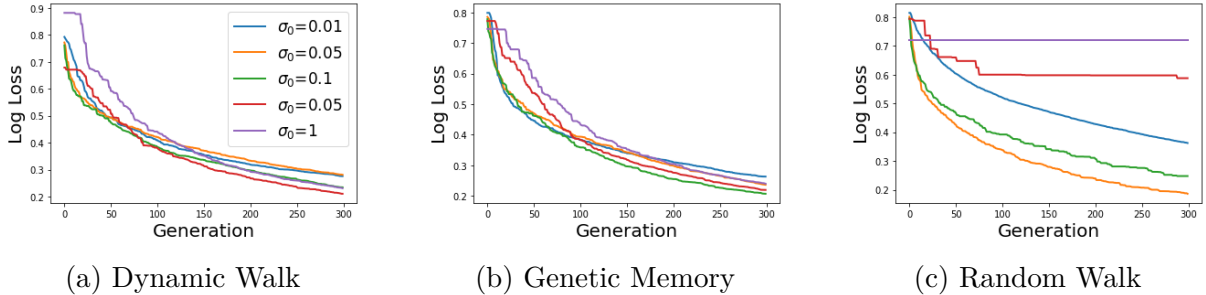 0.9
0.8
0.7
0.6
0.5
0.4
0.3
0.2
Log Loss
0 50 100 150 200 250 300
Generation
σ₀=0.01
σ₀=0.05
σ₀=0.1
σ₀=0.05
σ₀=1
(a) Dynamic Walk
0.8
0.7
0.6
0.5
0.4
0.3
0.2
Log Loss
0 50 100 150 200 250 300
Generation
(b) Genetic Memory
0.8
0.7
0.6
0.5
0.4
0.3
0.2
Log Loss
0 50 100 150 200 250 300
Generation
(c) Random Walk